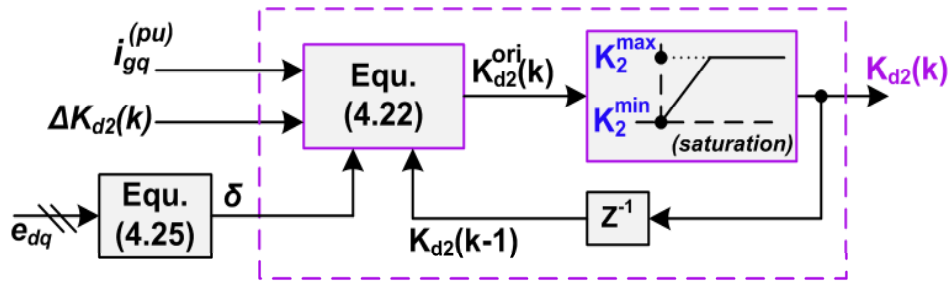 i_gq^(pu)
ΔK_d2(k)
e_dq
Equ.
(4.25)
δ
Equ.
(4.22)
K_d2^ori(k)
K_d2(k-1)
K_2^max
K_2^min
(saturation)
Z^-1
K_d2(k)